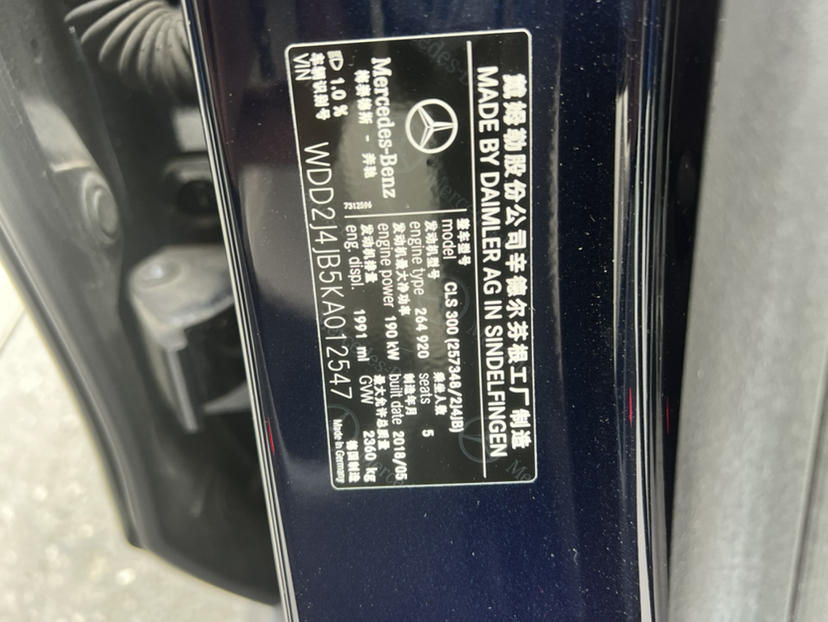 戴姆勒股份公司辛德尔芬根工厂制造
MADE BY DAIMLER AG IN SINDELFINGEN
Mercedes-Benz
梅赛德斯 - 奔驰
整车型号
model CLS 300 (257348/2J4JB)
发动机型号 乘坐人数
engine type 264 920 seats 5
发动机最大净功率 制造年月
engine power 190 kW built date 2018/05
发动机排量 最大允许总质量
eng. displ. 1991 ml GVW 2360 kg
1.0 %
车辆识别号
VIN WDD2J4JB5KA012547
德国制造
Made in Germany